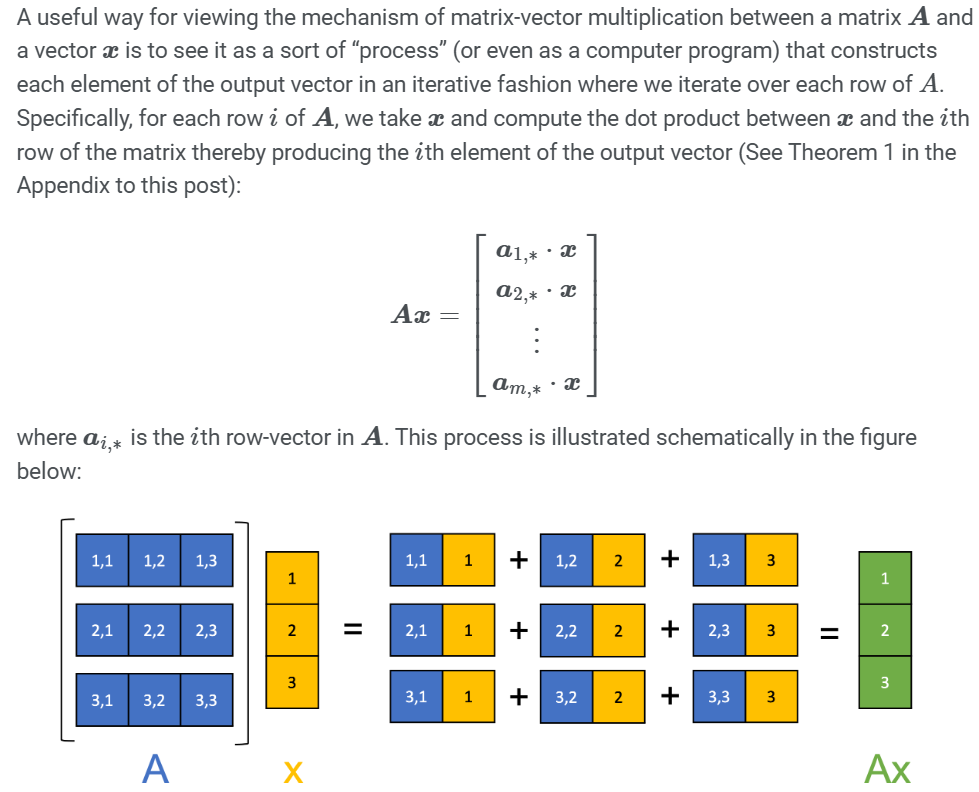 A useful way for viewing the mechanism of matrix-vector multiplication between a matrix A and
a vector x is to see it as a sort of “process” (or even as a computer program) that constructs
each element of the output vector in an iterative fashion where we iterate over each row of A.
Specifically, for each row i of A, we take x and compute the dot product between x and the ith
row of the matrix thereby producing the ith element of the output vector (See Theorem 1 in the
Appendix to this post):
a1,* · x
a2,* · x
Ax =
⋮
am,* · x
where ai,* is the ith row-vector in A. This process is illustrated schematically in the figure
below:
1,1 1,2 1,3 1 1,1 1 + 1,2 2 + 1,3 3 1
2,1 2,2 2,3 2 = 2,1 1 + 2,2 2 + 2,3 3 = 2
3,1 3,2 3,3 3 3,1 1 + 3,2 2 + 3,3 3 3
A x Ax